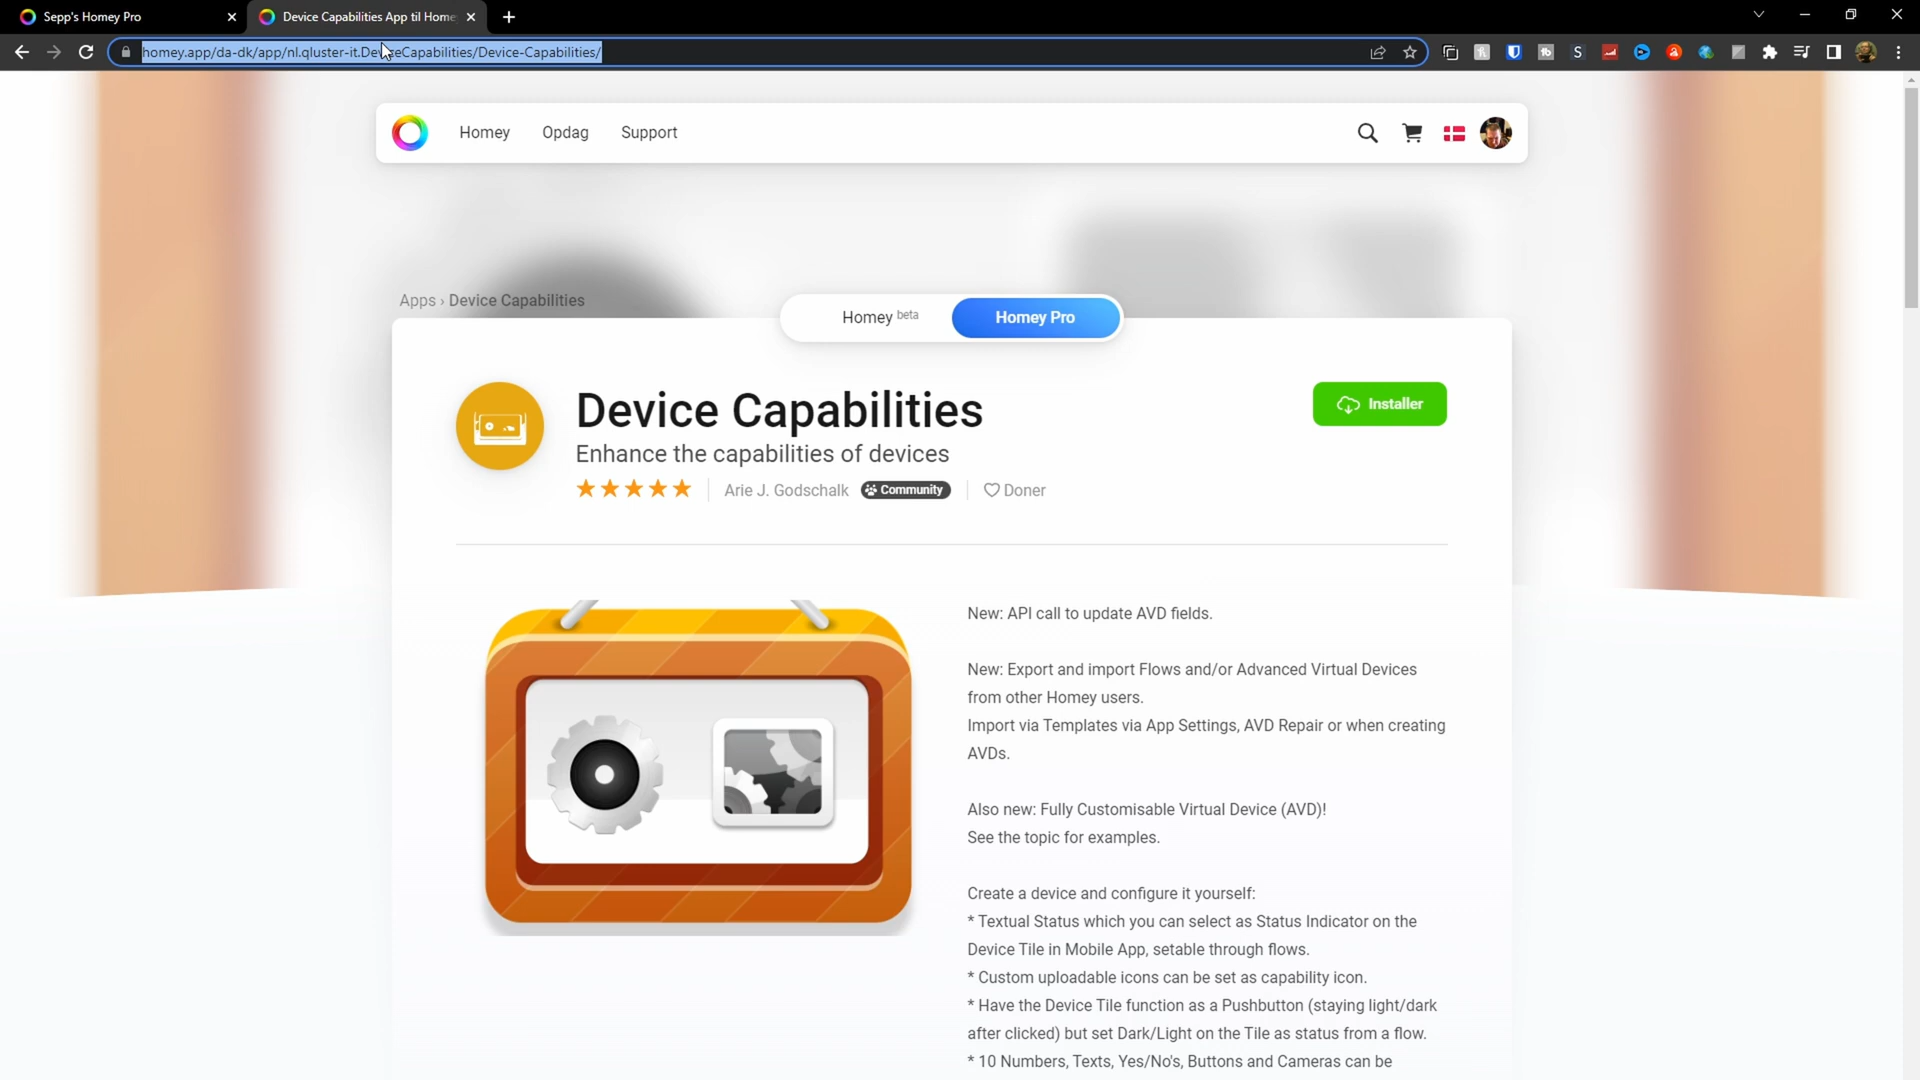 Sepp's Homey Pro
Device Capabilities App til Home
homey.app/da-dk/app/nl.qluster-it.DeviceCapabilities/Device-Capabilities/
Homey
Opdag
Support
Apps › Device Capabilities
Homey beta
Homey Pro
Device Capabilities
Installer
Enhance the capabilities of devices
Arie J. Godschalk
Community
Doner
New: API call to update AVD fields.
New: Export and import Flows and/or Advanced Virtual Devices
from other Homey users.
Import via Templates via App Settings, AVD Repair or when creating
AVDs.
Also new: Fully Customisable Virtual Device (AVD)!
See the topic for examples.
Create a device and configure it yourself:
* Textual Status which you can select as Status Indicator on the
Device Tile in Mobile App, setable through flows.
* Custom uploadable icons can be set as capability icon.
* Have the Device Tile function as a Pushbutton (staying light/dark
after clicked) but set Dark/Light on the Tile as status from a flow.
* 10 Numbers, Texts, Yes/No's, Buttons and Cameras can be